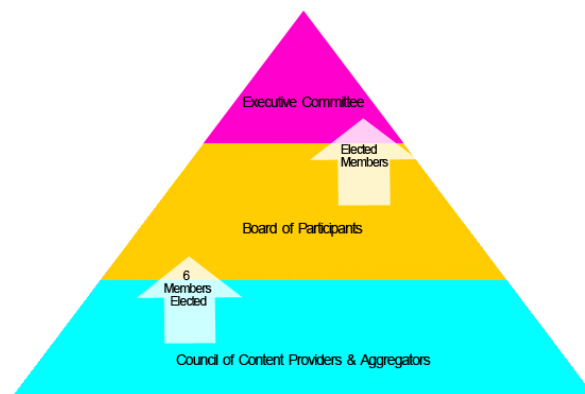 Executive Committee
Elected
Members
Board of Participants
6
Members
Elected
Council of Content Providers & Aggregators